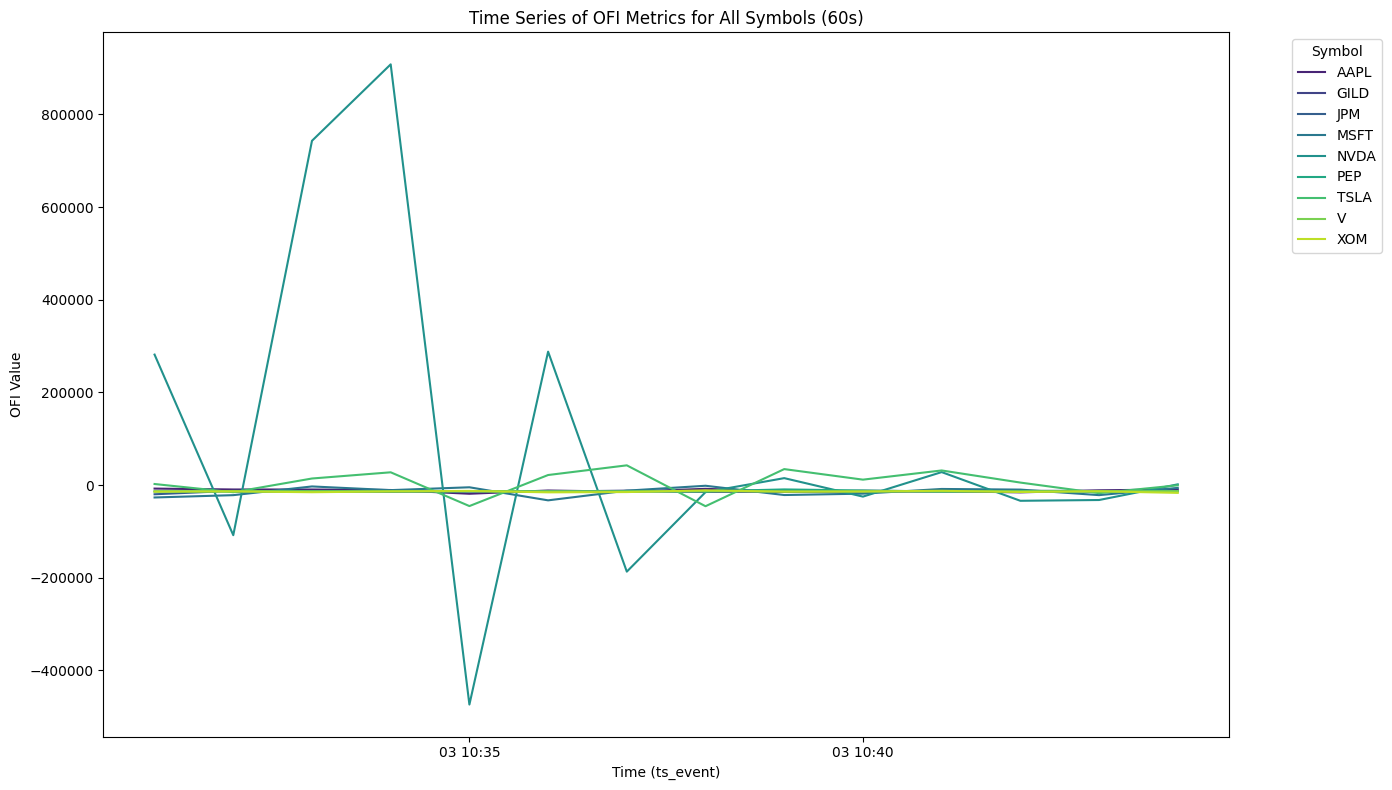 Time Series of OFI Metrics for All Symbols (60s)
Symbol
AAPL
GILD
JPM
MSFT
NVDA
PEP
TSLA
V
XOM
OFI Value
800000
600000
400000
200000
0
−200000
−400000
03 10:35
03 10:40
Time (ts_event)